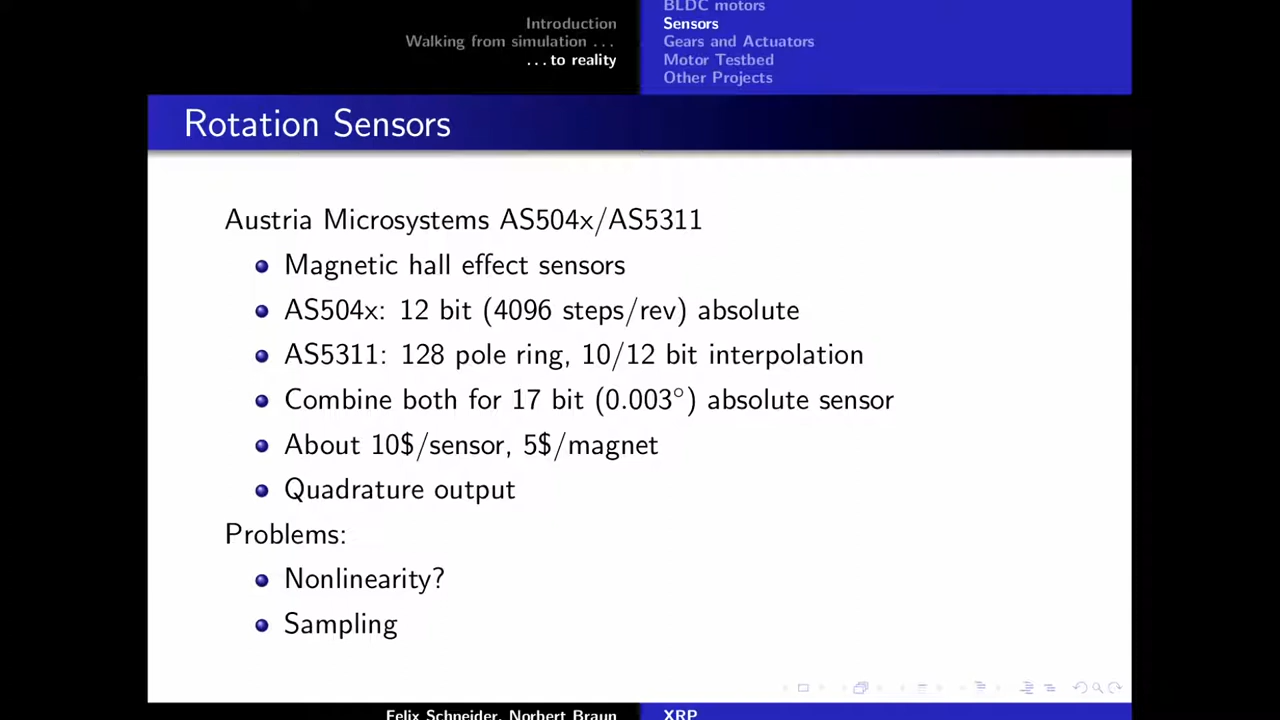 Introduction
Walking from simulation ...
...to reality
BLDC motors
Sensors
Gears and Actuators
Motor Testbed
Other Projects
Rotation Sensors
Austria Microsystems AS504x/AS5311
Magnetic hall effect sensors
AS504x: 12 bit (4096 steps/rev) absolute
AS5311: 128 pole ring, 10/12 bit interpolation
Combine both for 17 bit (0.003°) absolute sensor
About 10$/sensor, 5$/magnet
Quadrature output
Problems:
Nonlinearity?
Sampling
Felix Schneider, Norbert Braun
XRP